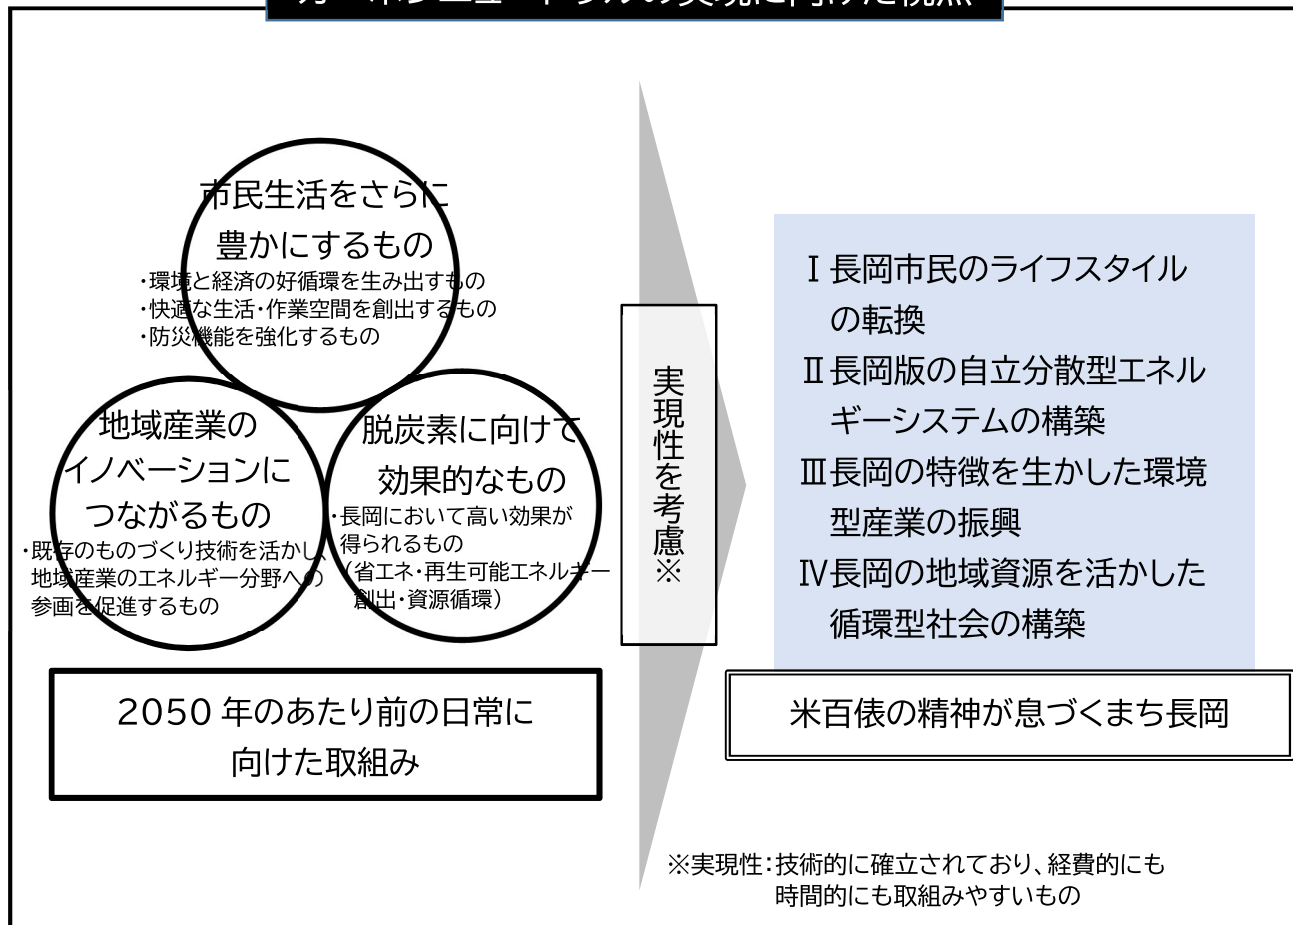 市民生活をさらに
豊かにするもの
・環境と経済の好循環を生み出すもの
・快適な生活・作業空間を創出するもの
・防災機能を強化するもの
地域産業の
イノベーションに
つながるもの
・既存のものづくり技術を活かし、
地域産業のエネルギー分野への
参画を促進するもの
脱炭素に向けて
効果的なもの
・長岡において高い効果が
得られるもの
（省エネ・再生可能エネルギー
創出・資源循環）
2050 年のあたり前の日常に
向けた取組み
実現性を考慮※
Ⅰ 長岡市民のライフスタイル
の転換
Ⅱ 長岡版の自立分散型エネル
ギーシステムの構築
Ⅲ 長岡の特徴を生かした環境
型産業の振興
Ⅳ 長岡の地域資源を活かした
循環型社会の構築
米百俵の精神が息づくまち長岡
※実現性：技術的に確立されており、経費的にも
時間的にも取組みやすいもの